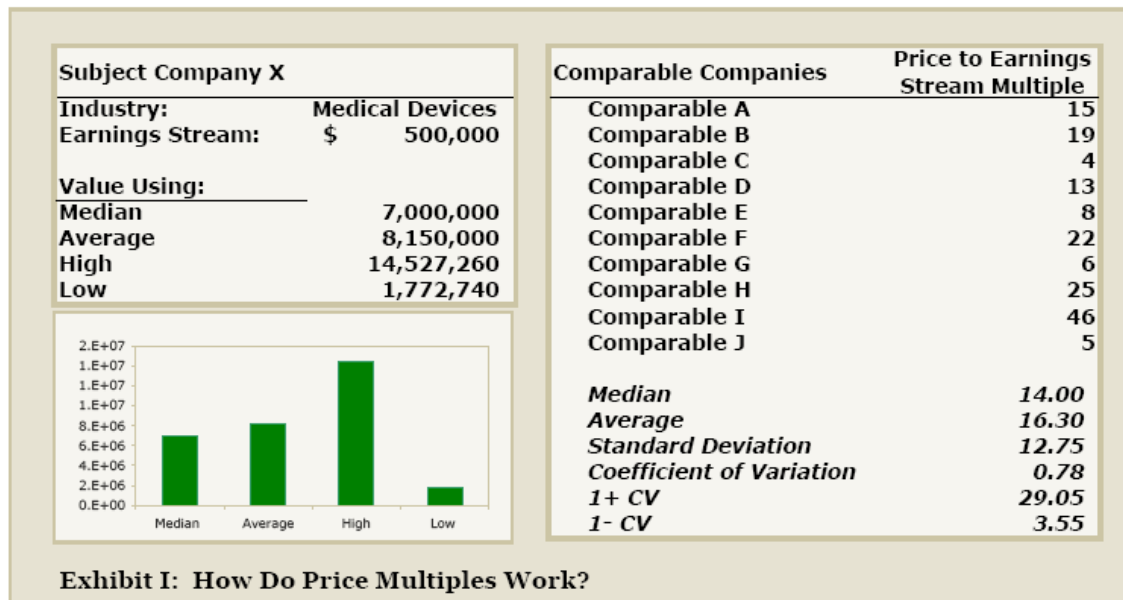 Subject Company X
Industry: Medical Devices
Earnings Stream: $ 500,000
Value Using:
Median 7,000,000
Average 8,150,000
High 14,527,260
Low 1,772,740
2.E+07
1.E+07
1.E+07
1.E+07
8.E+06
6.E+06
4.E+06
2.E+06
0.E+00
Median Average High Low
Comparable Companies Price to Earnings
Stream Multiple
Comparable A 15
Comparable B 19
Comparable C 4
Comparable D 13
Comparable E 8
Comparable F 22
Comparable G 6
Comparable H 25
Comparable I 46
Comparable J 5
Median 14.00
Average 16.30
Standard Deviation 12.75
Coefficient of Variation 0.78
1+ CV 29.05
1- CV 3.55
Exhibit I: How Do Price Multiples Work?